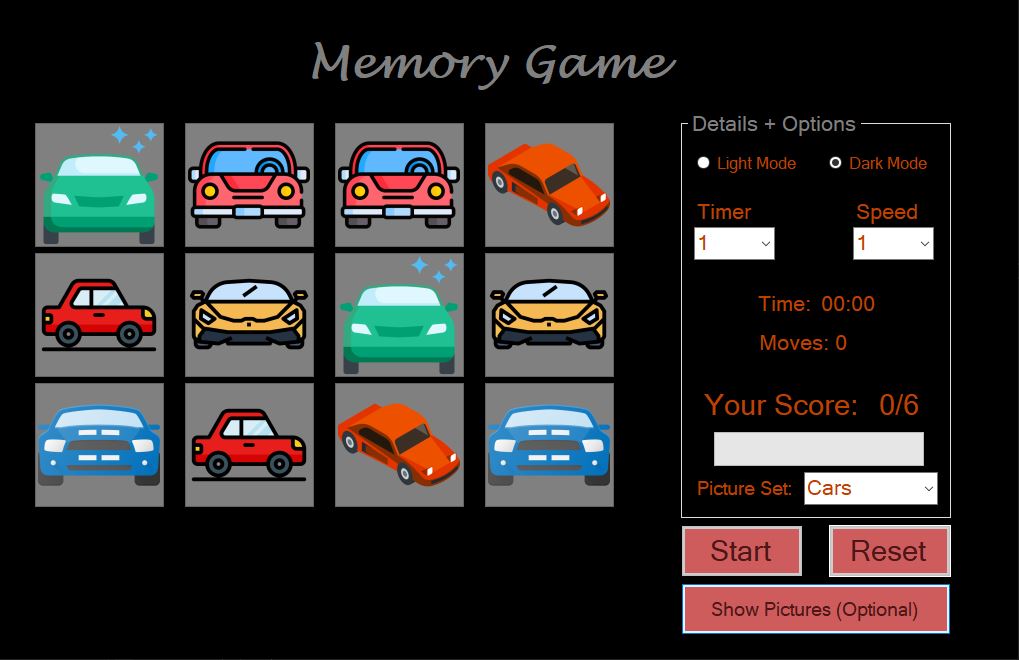 Memory Game
Details + Options
Light Mode Dark Mode
Timer Speed
1 1
Time: 00:00
Moves: 0
Your Score: 0/6
Picture Set: Cars
Start Reset
Show Pictures (Optional)